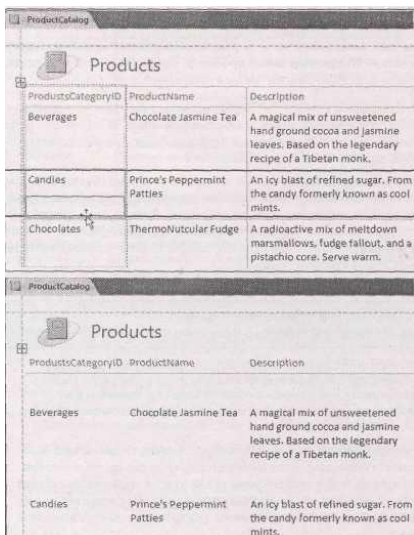 ProductCatalog
Products
ProdustsCategoryID ProductName Description
Beverages Chocolate Jasmine Tea A magical mix of unsweetened
hand ground cocoa and jasmine
leaves. Based on the legendary
recipe of a Tibetan monk.
Candies Prince's Peppermint An icy blast of refined sugar. From
Patties the candy formerly known as cool
mints.
Chocolates ThermoNutcular Fudge A radioactive mix of meltdown
marsmallows, fudge fallout, and a
pistachio core. Serve warm.
ProductCatalog
Products
ProdustsCategoryID ProductName Description
Beverages Chocolate Jasmine Tea A magical mix of unsweetened
hand ground cocoa and jasmine
leaves. Based on the legendary
recipe of a Tibetan monk.
Candies Prince's Peppermint An icy blast of refined sugar. From
Patties the candy formerly known as cool
mints.